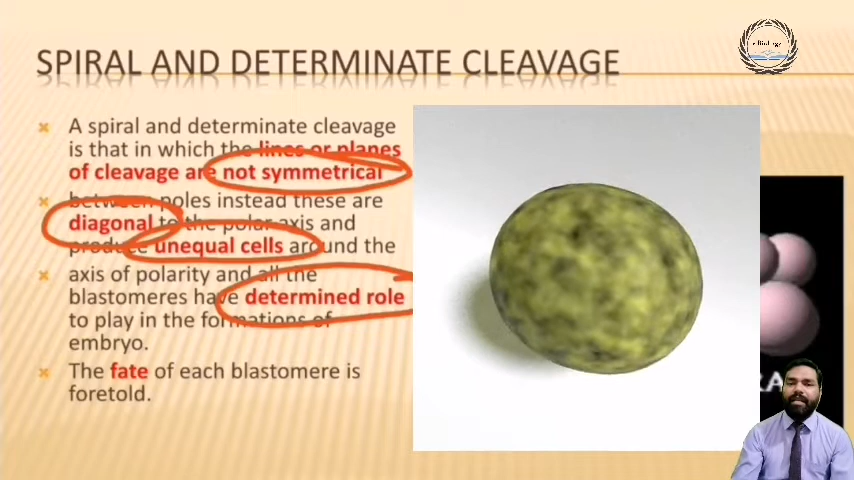 SPIRAL AND DETERMINATE CLEAVAGE
A spiral and determinate cleavage
is that in which the lines or planes
of cleavage are not symmetrical
between poles instead these are
diagonal to the polar axis and
produce unequal cells around the
axis of polarity and all the
blastomeres have determined role
to play in the formations of
embryo.
The fate of each blastomere is
foretold.